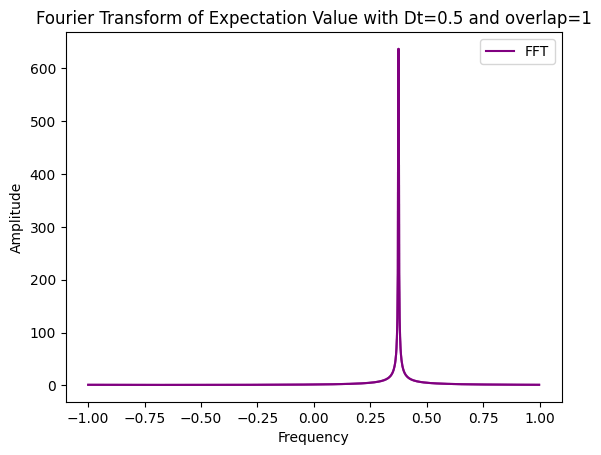 Fourier Transform of Expectation Value with Dt=0.5 and overlap=1
FFT
600
500
400
300
200
100
0
Amplitude
−1.00 −0.75 −0.50 −0.25 0.00 0.25 0.50 0.75 1.00
Frequency